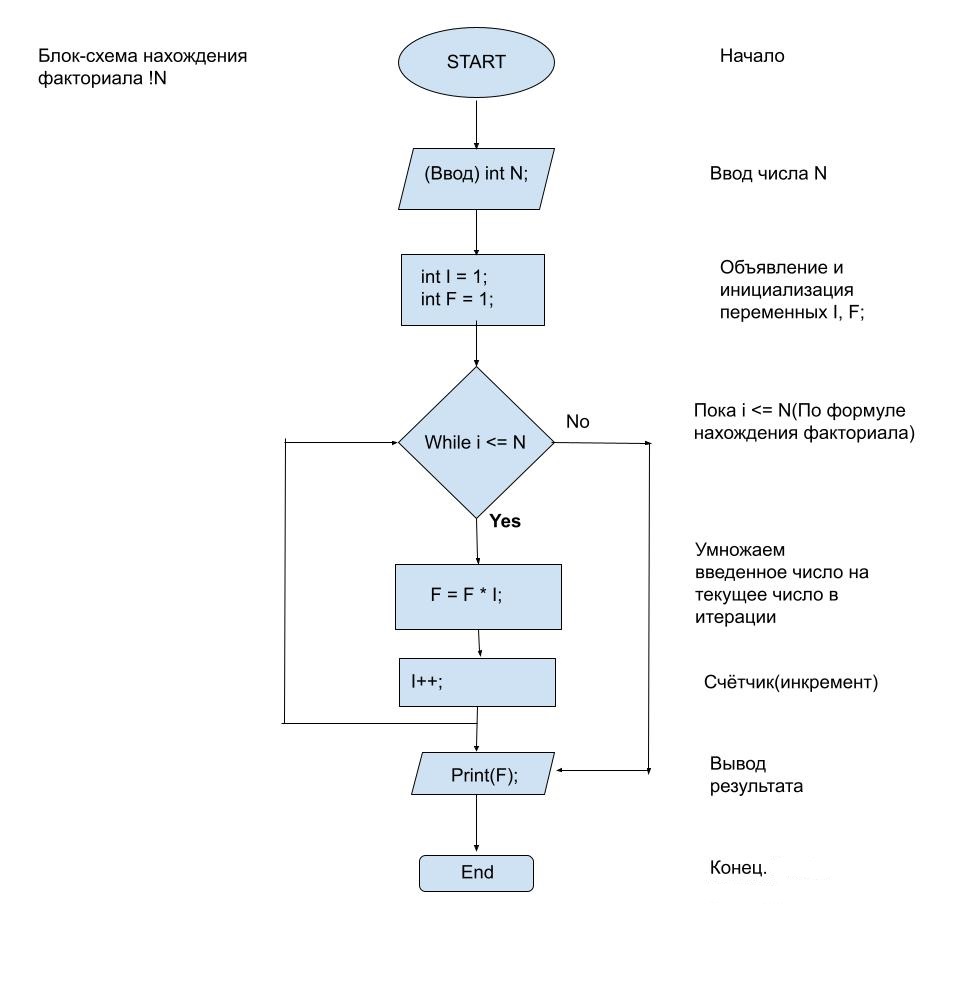 Блок-схема нахождения
факториала !N
START
Начало
(Ввод) int N;
Ввод числа N
int I = 1;
int F = 1;
Объявление и
инициализация
переменных I, F;
While i <= N
No
Yes
Пока i <= N(По формуле
нахождения факториала)
F = F * I;
Умножаем
введенное число на
текущее число в
итерации
I++;
Счётчик(инкремент)
Print(F);
Вывод
результата
End
Конец.